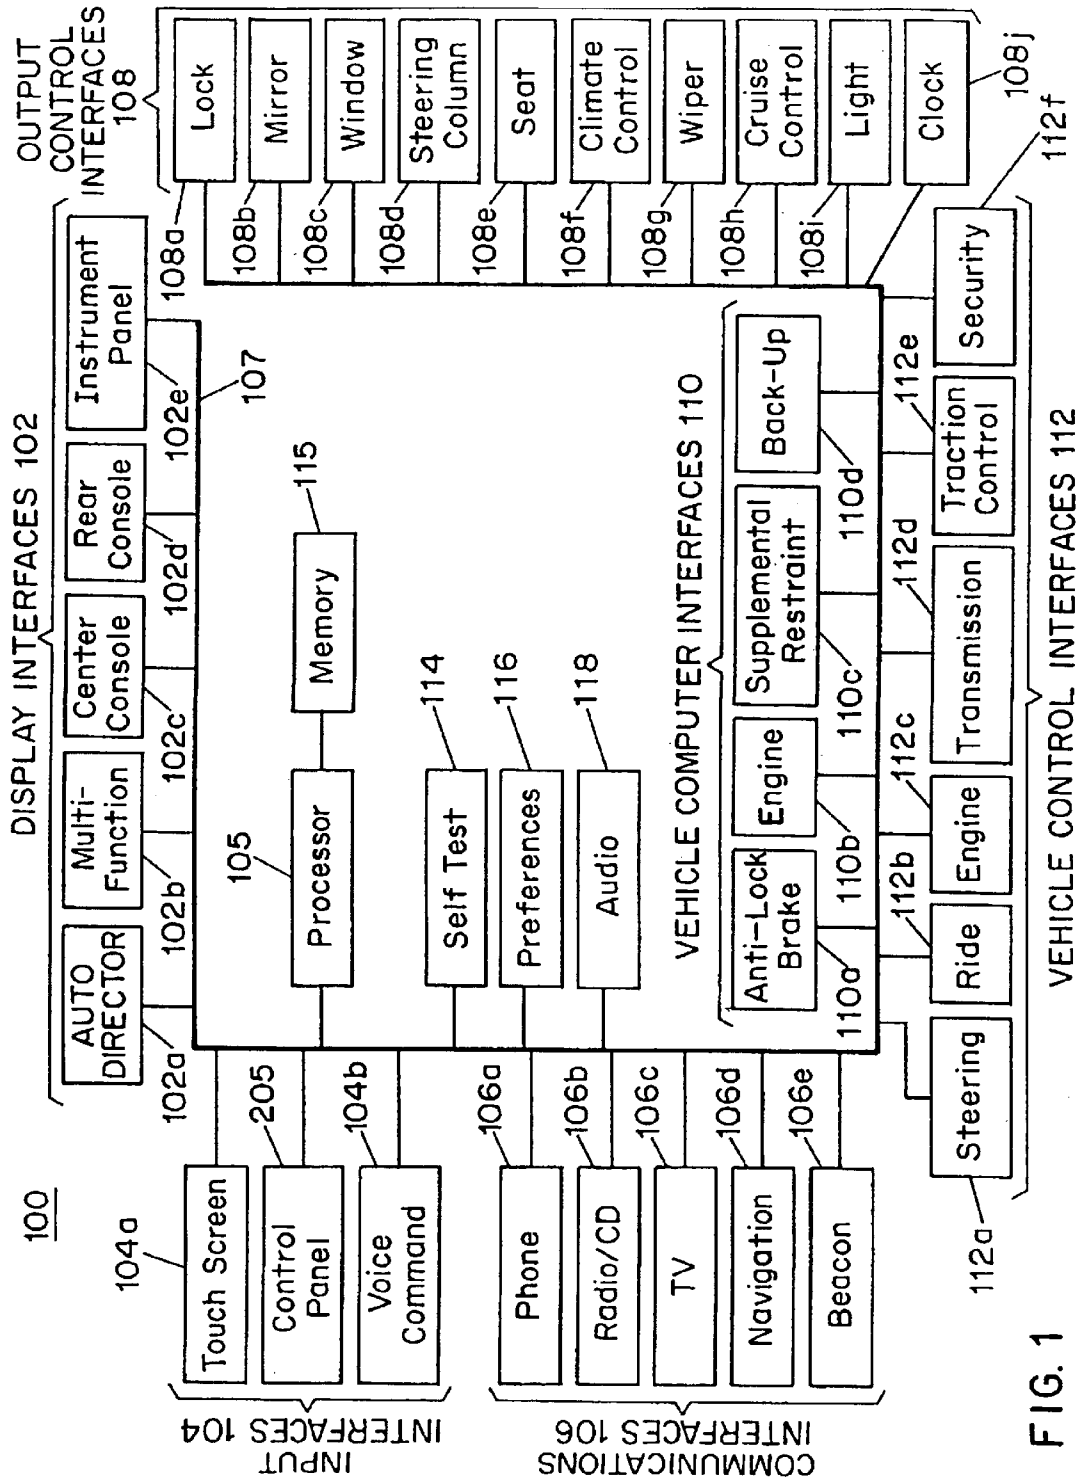 100
DISPLAY INTERFACES 102
AUTO
DIRECTOR
102a
Multi-
Function
102b
Center
Console
102c
Rear
Console
102d
Instrument
Panel
102e
107
OUTPUT
CONTROL
INTERFACES
108
Lock
108a
Mirror
108b
Window
108c
Steering
Column
108d
Seat
108e
Climate
Control
108f
Wiper
108g
Cruise
Control
108h
Light
108i
Clock
108j
INPUT
INTERFACES 104
104a
Touch Screen
Control
Panel
205
Voice
Command
104b
COMMUNICATIONS
INTERFACES 106
Phone
106a
Radio/CD
106b
TV
106c
Navigation
106d
Beacon
106e
105
Processor
Memory
115
Self Test
114
Preferences
116
Audio
118
VEHICLE COMPUTER INTERFACES 110
Anti-Lock
Brake
110a
Engine
110b
Supplemental
Restraint
110c
Back-Up
110d
Steering
112a
Ride
112b
Engine
112c
Transmission
112d
Traction
Control
112e
Security
112f
VEHICLE CONTROL INTERFACES 112
FIG. 1